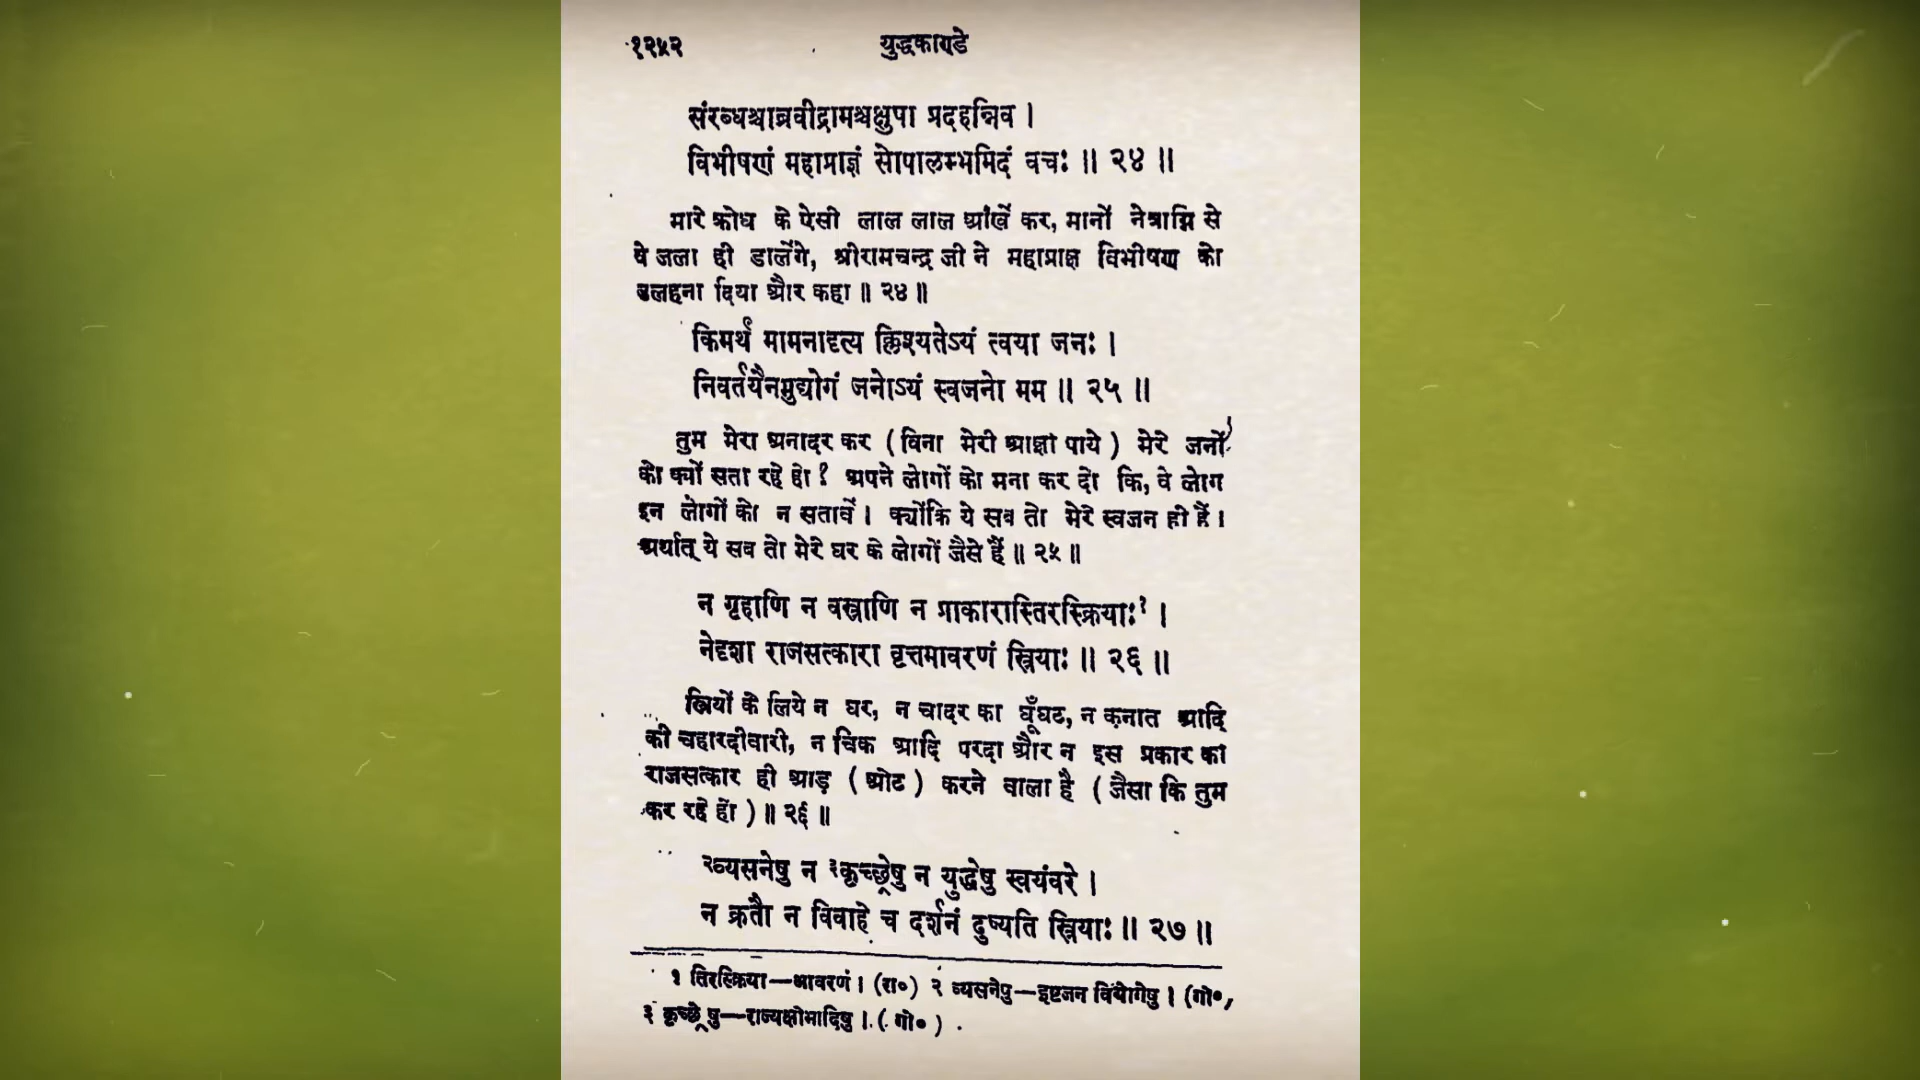 १२५२ युद्धकाण्डे
संरब्धश्चाब्रवीद्रामश्चक्षुषा प्रदहन्निव ।
विभीषणं महाप्राज्ञं सोपालम्भमिदं वचः ॥ २४ ॥
मारे क्रोध के ऐसी लाल लाल आँखें कर, मानों नेत्राग्नि से
वे जला ही डालेंगे, श्रीरामचन्द्र जी ने महाप्राज्ञ विभीषण को
उलहना दिया और कहा ॥ २४ ॥
किमर्थं मामनादृत्य क्लिश्यतेऽयं त्वया जनः ।
निवर्तयैनमुद्योगं जनोऽयं स्वजनो मम ॥ २५ ॥
तुम मेरा अनादर कर ( विना मेरी आज्ञा पाये ) मेरे जनों
को क्यों सता रहे हो ? अपने लोगों को मना कर दो कि, वे लोग
इन लोगों को न सतावें । क्योंकि ये सब तो मेरे स्वजन ही हैं ।
अर्थात् ये सब तो मेरे घर के लोगों जैसे हैं ॥ २५ ॥
न गृहाणि न वस्त्राणि न प्राकारास्तिरस्क्रियाः१ ।
नेदृशा राजसत्कारा वृत्तमावरणं स्त्रियाः ॥ २६ ॥
स्त्रियों के लिये न घर, न चादर का घूँघट, न कनात आदि
की चहारदीवारी, न चिक आदि परदा और न इस प्रकार का
राजसत्कार ही आड़ ( ओट ) करने वाला है ( जैसा कि तुम
कर रहे हो ) ॥ २६ ॥
२व्यसनेषु न ३कृच्छ्रेषु न युद्धेषु स्वयंवरे ।
न क्रतौ न विवाहे च दर्शनं दुष्यति स्त्रियाः ॥ २७ ॥
१ तिरस्क्रिया—आवरणं । (रा०) २ व्यसनेषु—इष्टजन वियोगेषु । (गो०,
३ कृच्छ्रेषु—राज्यक्षोभादिषु । ( गो० )